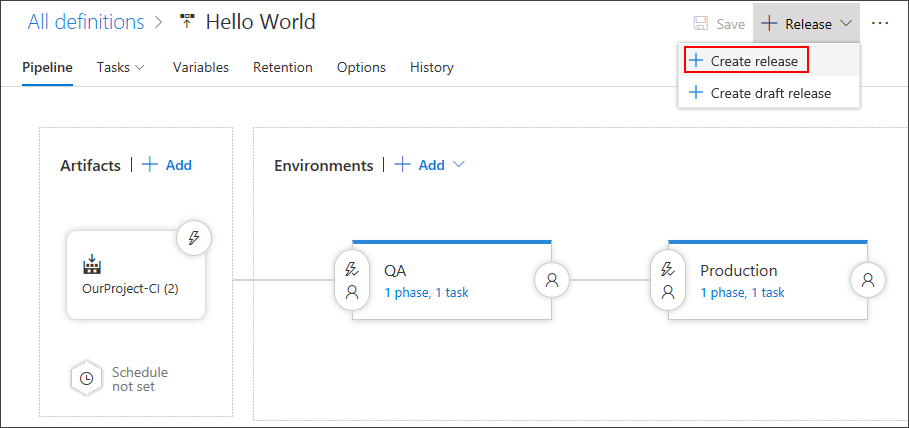 All definitions > Hello World
Save + Release ...
Pipeline Tasks Variables Retention Options History
+ Create release
+ Create draft release
Artifacts | + Add
Environments | + Add
OurProject-CI (2)
QA
1 phase, 1 task
Production
1 phase, 1 task
Schedule
not set